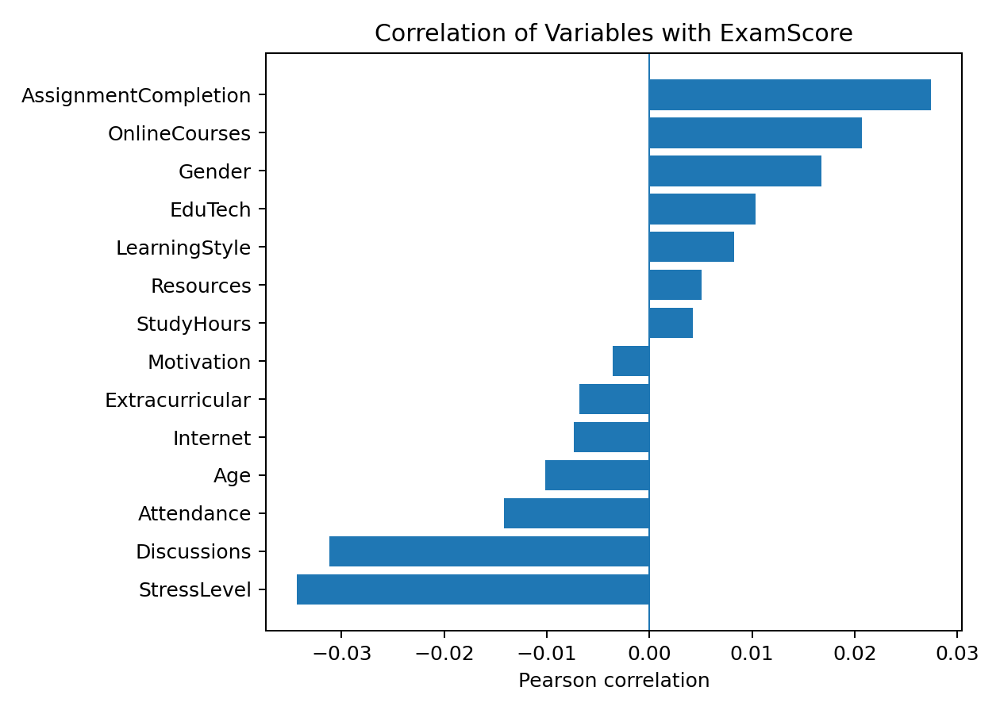 Correlation of Variables with ExamScore
AssignmentCompletion
OnlineCourses
Gender
EduTech
LearningStyle
Resources
StudyHours
Motivation
Extracurricular
Internet
Age
Attendance
Discussions
StressLevel
−0.03 −0.02 −0.01 0.00 0.01 0.02 0.03
Pearson correlation